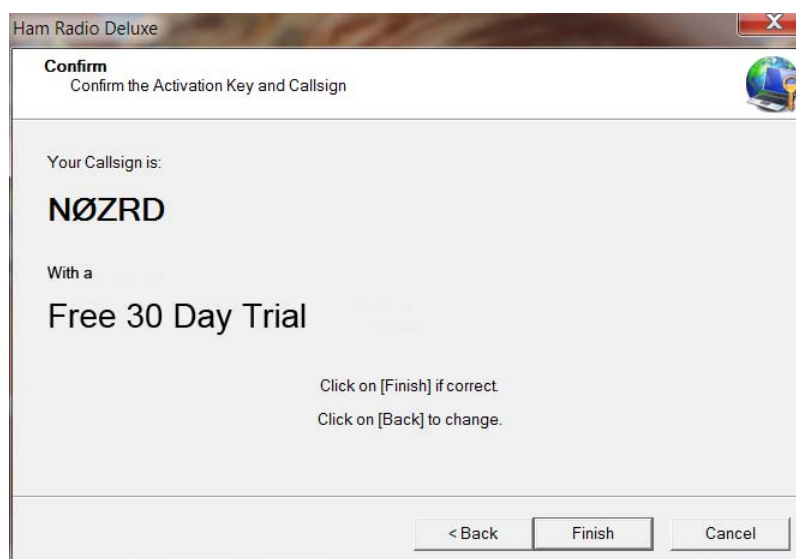 Ham Radio Deluxe
Confirm
Confirm the Activation Key and Callsign
Your Callsign is:
NØZRD
With a
Free 30 Day Trial
Click on [Finish] if correct.
Click on [Back] to change.
< Back Finish Cancel